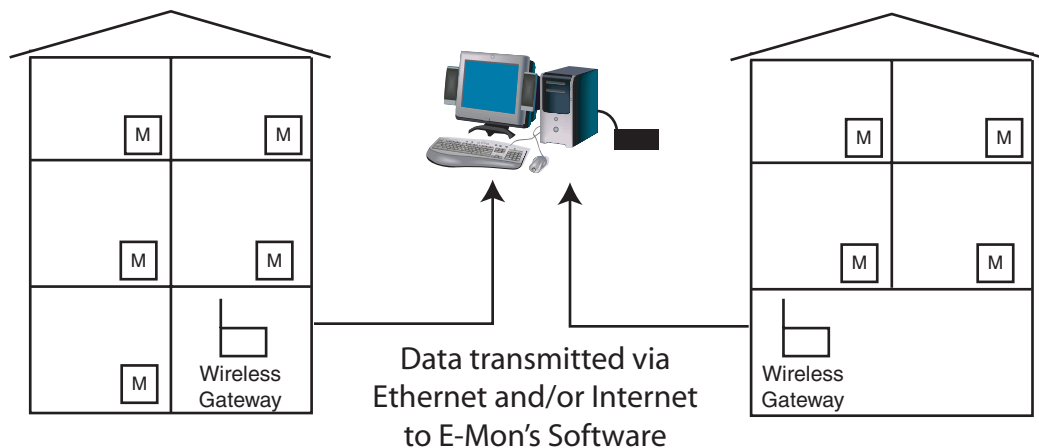 M
M
M
M
M
M
M
M
M
Wireless
Gateway
Data transmitted via
Ethernet and/or Internet
to E-Mon's Software
Wireless
Gateway